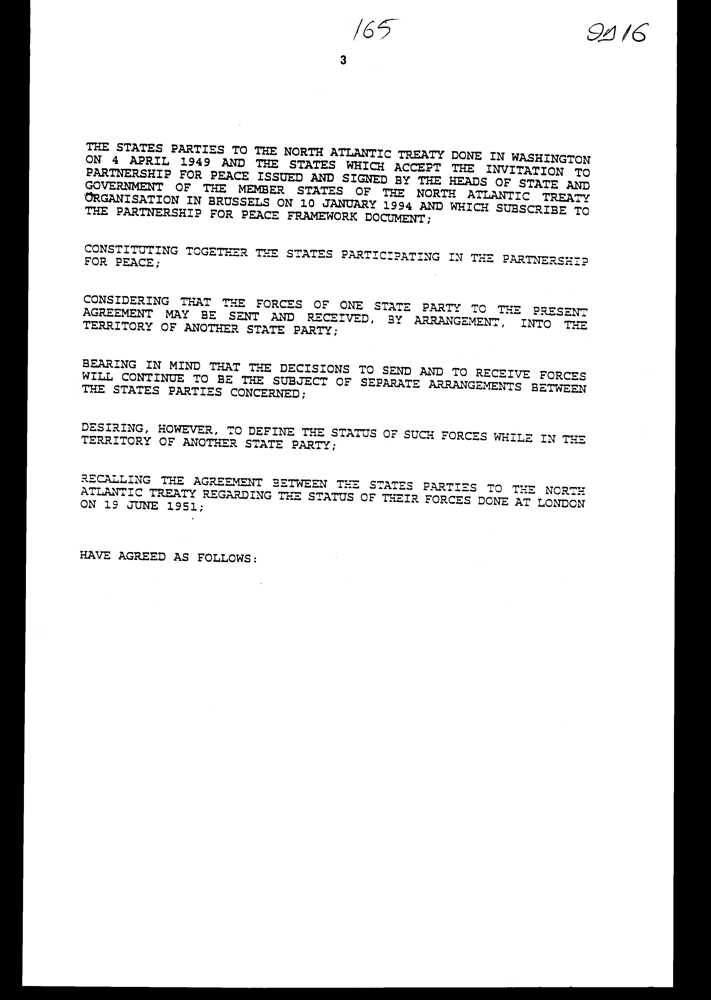 165
3
THE STATES PARTIES TO THE NORTH ATLANTIC TREATY DONE IN WASHINGTON
ON 4 APRIL 1949 AND THE STATES WHICH ACCEPT THE INVITATION TO
PARTNERSHIP FOR PEACE ISSUED AND SIGNED BY THE HEADS OF STATE AND
GOVERNMENT OF THE MEMBER STATES OF THE NORTH ATLANTIC TREATY
ORGANISATION IN BRUSSELS ON 10 JANUARY 1994 AND WHICH SUBSCRIBE TO
THE PARTNERSHIP FOR PEACE FRAMEWORK DOCUMENT;
CONSTITUTING TOGETHER THE STATES PARTICIPATING IN THE PARTNERSHIP
FOR PEACE;
CONSIDERING THAT THE FORCES OF ONE STATE PARTY TO THE PRESENT
AGREEMENT MAY BE SENT AND RECEIVED, BY ARRANGEMENT, INTO THE
TERRITORY OF ANOTHER STATE PARTY;
BEARING IN MIND THAT THE DECISIONS TO SEND AND TO RECEIVE FORCES
WILL CONTINUE TO BE THE SUBJECT OF SEPARATE ARRANGEMENTS BETWEEN
THE STATES PARTIES CONCERNED;
DESIRING, HOWEVER, TO DEFINE THE STATUS OF SUCH FORCES WHILE IN THE
TERRITORY OF ANOTHER STATE PARTY;
RECALLING THE AGREEMENT BETWEEN THE STATES PARTIES TO THE NORTH
ATLANTIC TREATY REGARDING THE STATUS OF THEIR FORCES DONE AT LONDON
ON 19 JUNE 1951;
HAVE AGREED AS FOLLOWS: